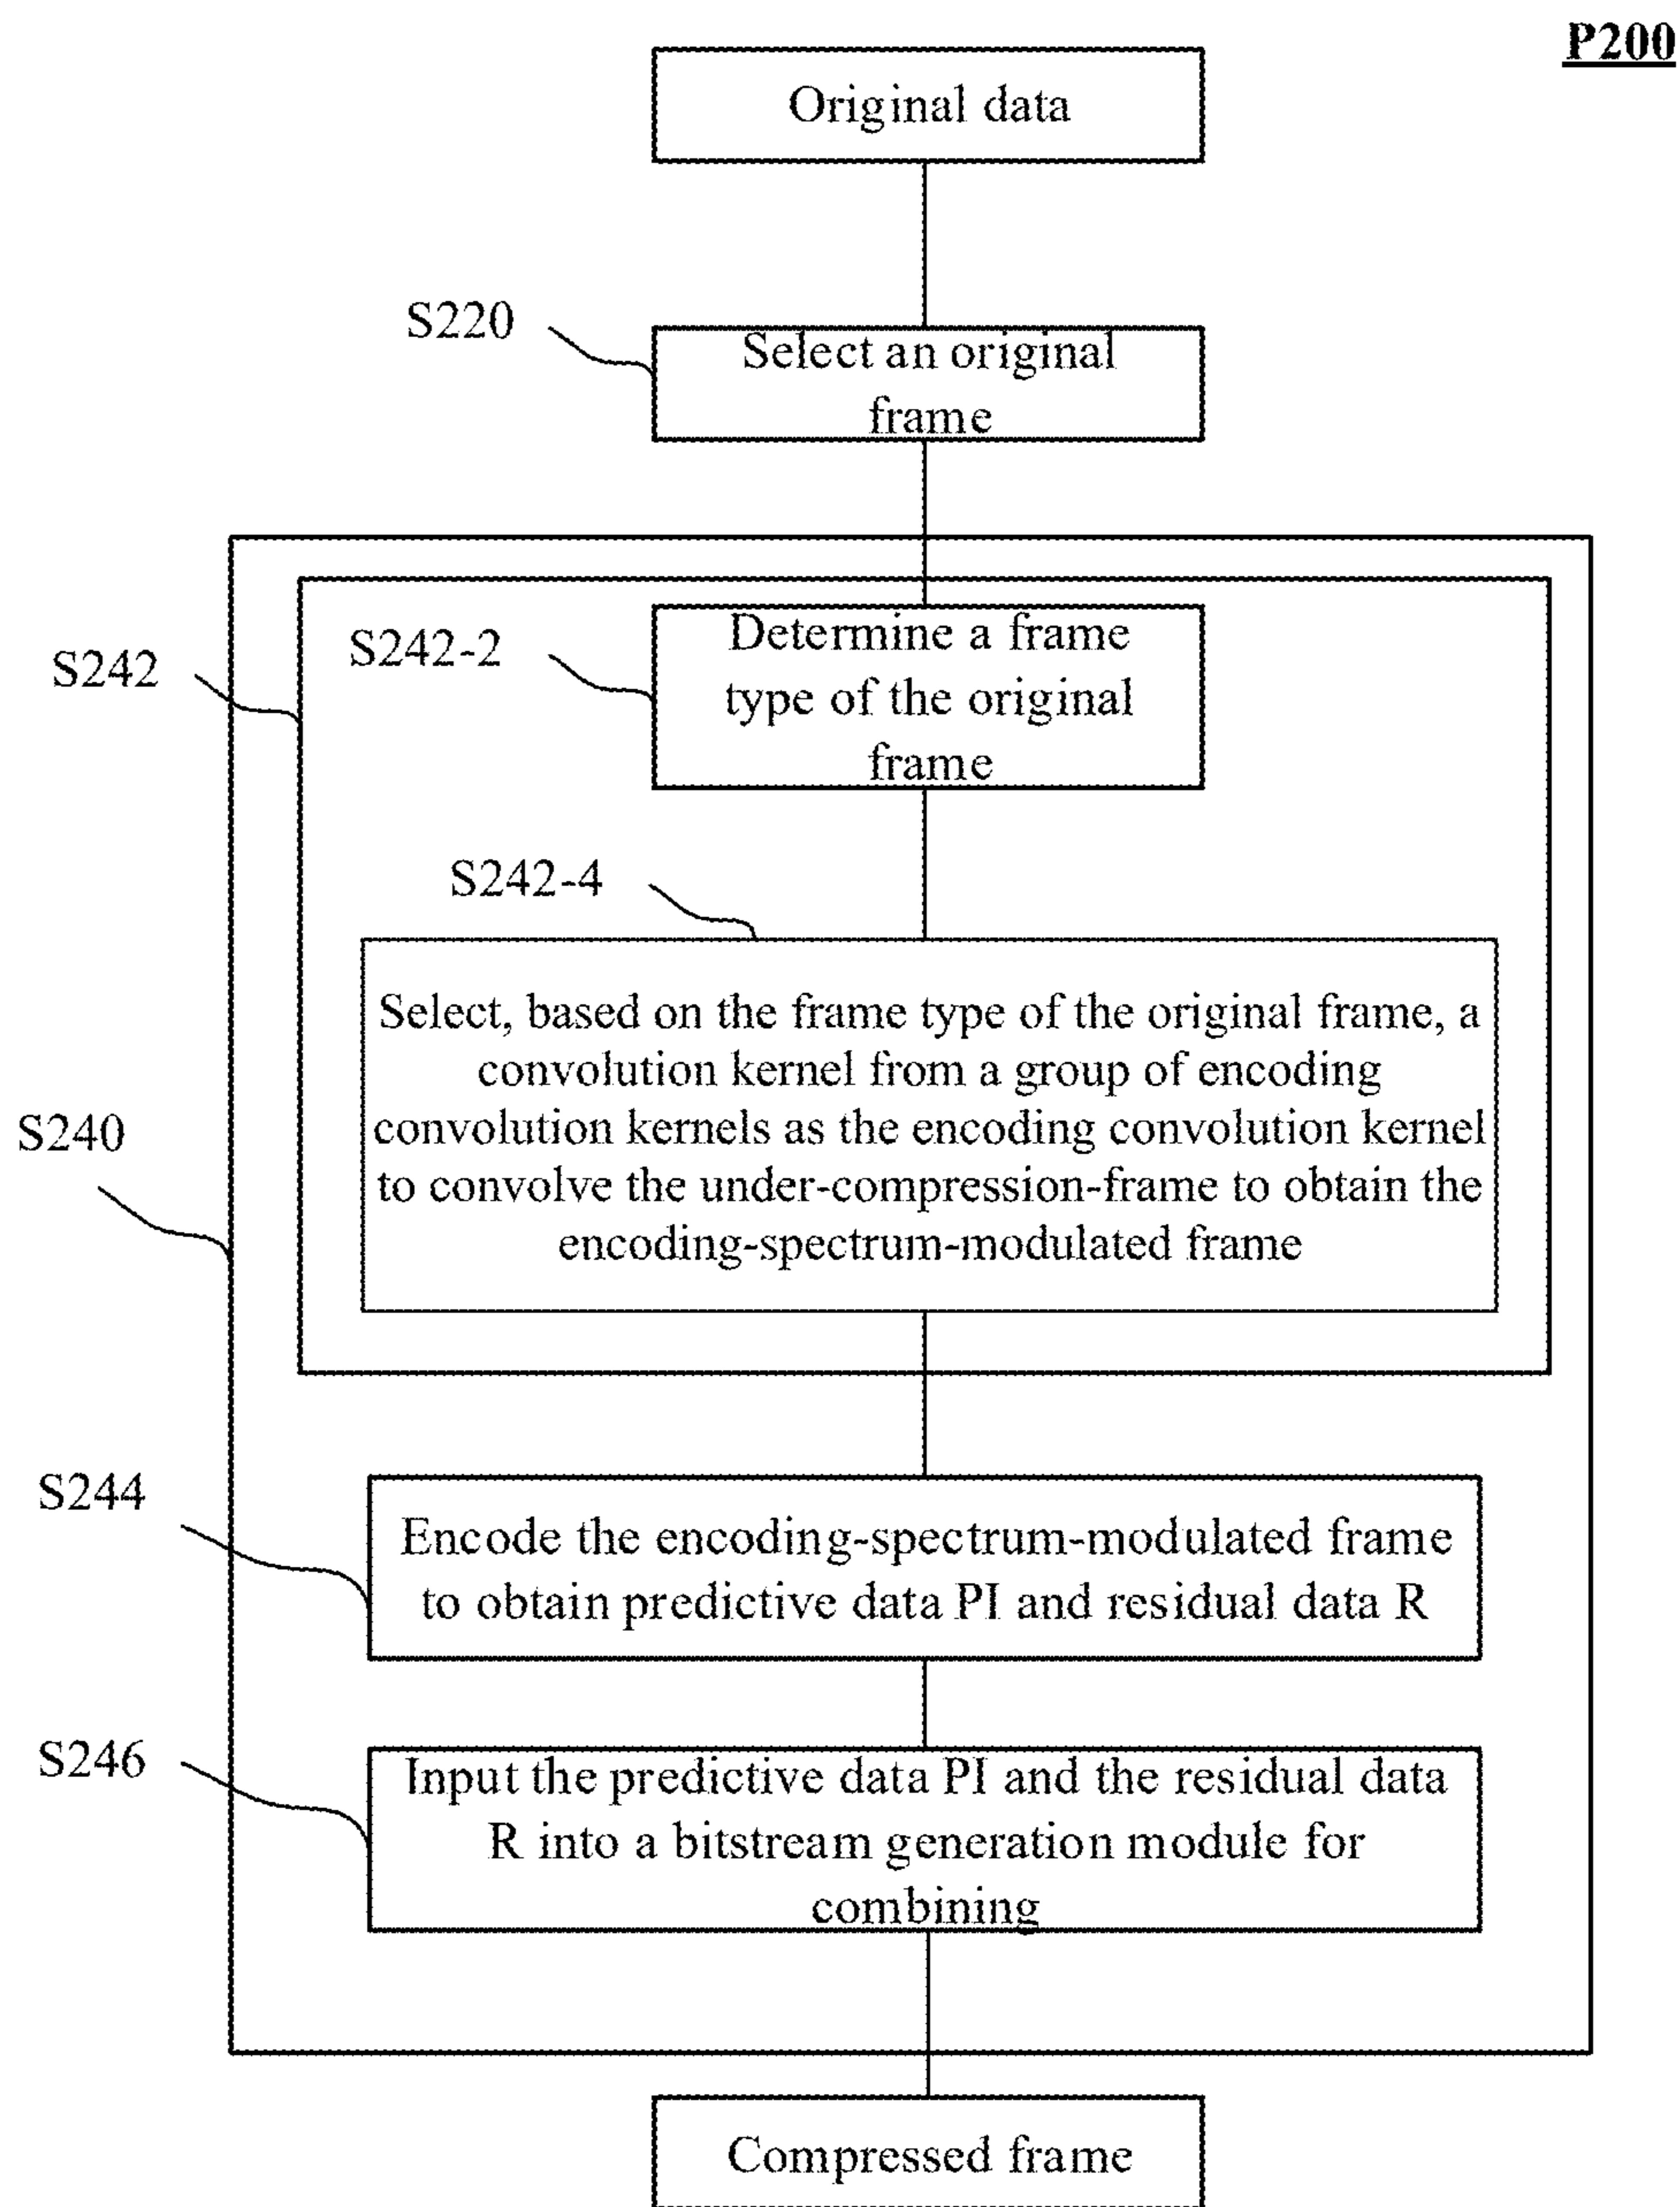 P200
Original data
S220
Select an original
frame
S242
S242-2
Determine a frame
type of the original
frame
S242-4
Select, based on the frame type of the original frame, a
convolution kernel from a group of encoding
convolution kernels as the encoding convolution kernel
to convolve the under-compression-frame to obtain the
encoding-spectrum-modulated frame
S240
S244
Encode the encoding-spectrum-modulated frame
to obtain predictive data PI and residual data R
S246
Input the predictive data PI and the residual data
R into a bitstream generation module for
combining
Compressed frame